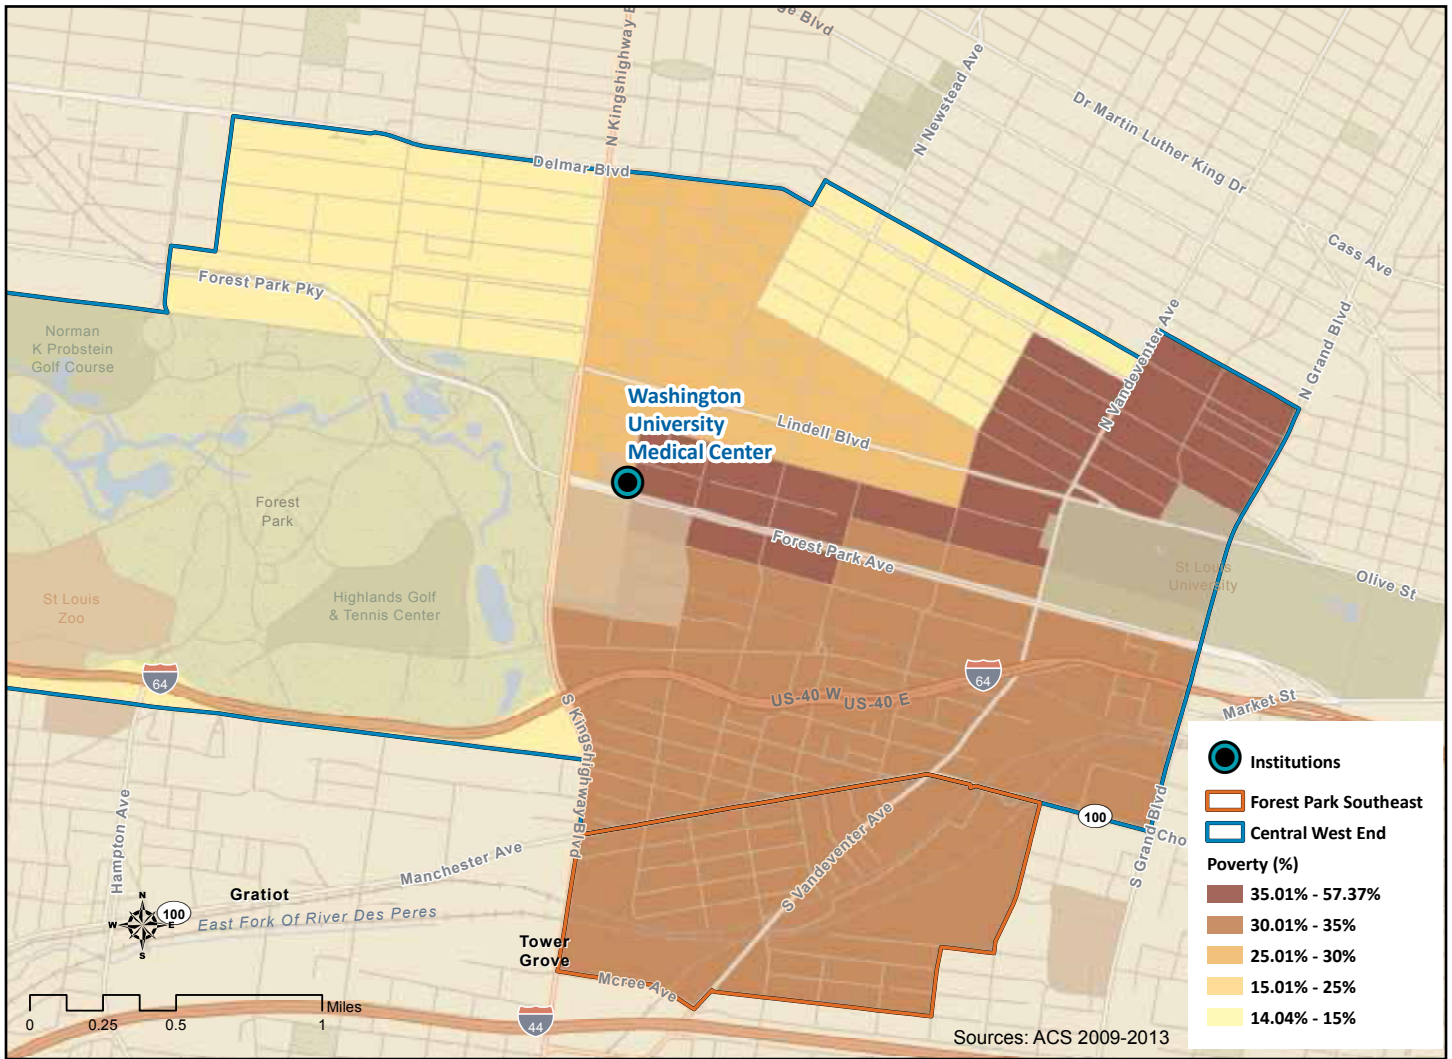 ge Blvd
N Kingshighway B
N Newstead Ave
Dr Martin Luther King Dr
Delmar Blvd
Cass Ave
Forest Park Pky
N Vandeventer Ave
N Grand Blvd
Norman
K Probstein
Golf Course
Washington
University
Medical Center
Lindell Blvd
Forest
Park
Forest Park Ave
St Louis
University
Olive St
St Louis
Zoo
Highlands Golf
& Tennis Center
64
64
US-40 W
US-40 E
Market St
S Kingshighway Blvd
Hampton Ave
Manchester Ave
S Vandeventer Ave
100
Cho
S Grand Blvd
Gratiot
100
East Fork Of River Des Peres
N
W
E
S
Tower
Grove
Mcree Ave
44
Miles
0
0.25
0.5
1
Institutions
Forest Park Southeast
Central West End
Poverty (%)
35.01% - 57.37%
30.01% - 35%
25.01% - 30%
15.01% - 25%
14.04% - 15%
Sources: ACS 2009-2013